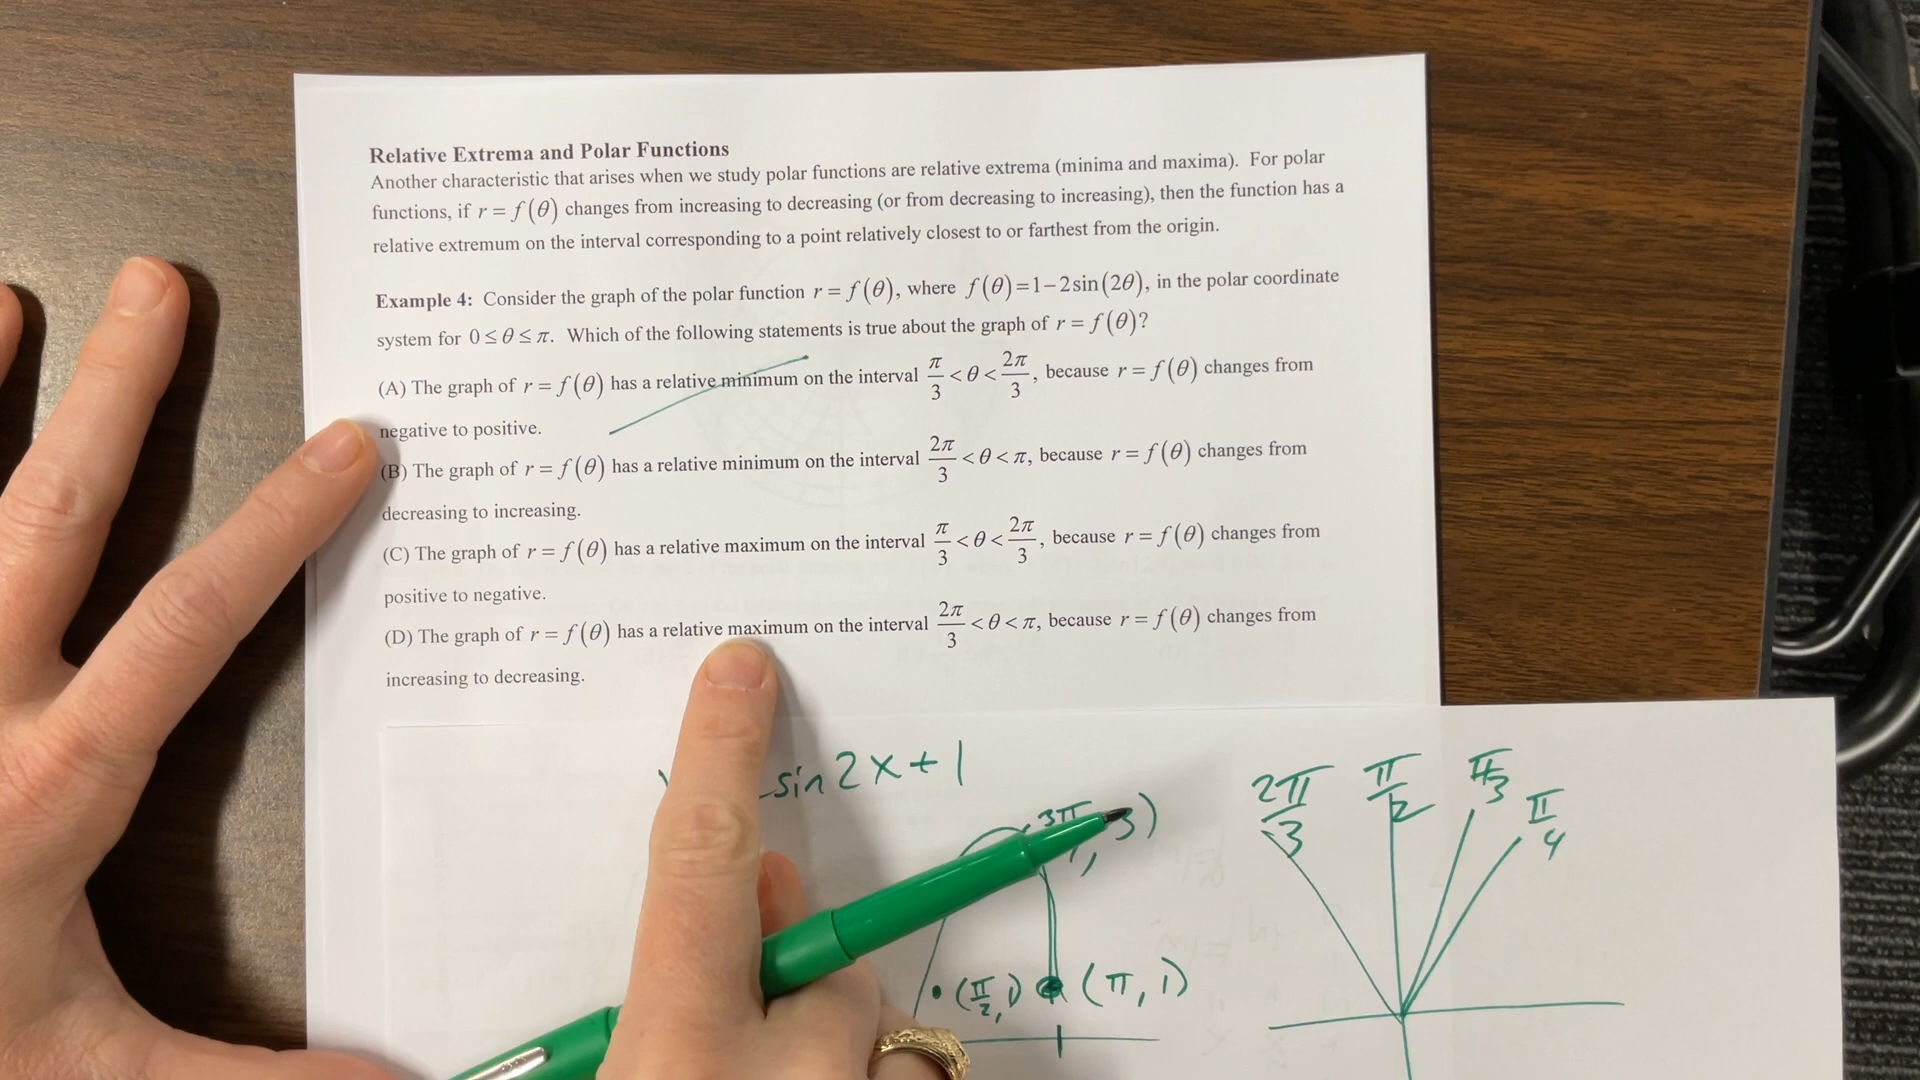 Relative Extrema and Polar Functions
Another characteristic that arises when we study polar functions are relative extrema (minima and maxima). For polar
functions, if r = f(θ) changes from increasing to decreasing (or from decreasing to increasing), then the function has a
relative extremum on the interval corresponding to a point relatively closest to or farthest from the origin.
Example 4: Consider the graph of the polar function r = f(θ), where f(θ)=1−2sin(2θ), in the polar coordinate
system for 0≤θ≤π. Which of the following statements is true about the graph of r = f(θ)?
(A) The graph of r = f(θ) has a relative minimum on the interval π/3 < θ < 2π/3, because r = f(θ) changes from
negative to positive.
(B) The graph of r = f(θ) has a relative minimum on the interval 2π/3 < θ < π, because r = f(θ) changes from
decreasing to increasing.
(C) The graph of r = f(θ) has a relative maximum on the interval π/3 < θ < 2π/3, because r = f(θ) changes from
positive to negative.
(D) The graph of r = f(θ) has a relative maximum on the interval 2π/3 < θ < π, because r = f(θ) changes from
increasing to decreasing.
sin2x+1
2π/3 π/2 π/3 π/4
3π 3)
(π/2, 1) (π, 1)